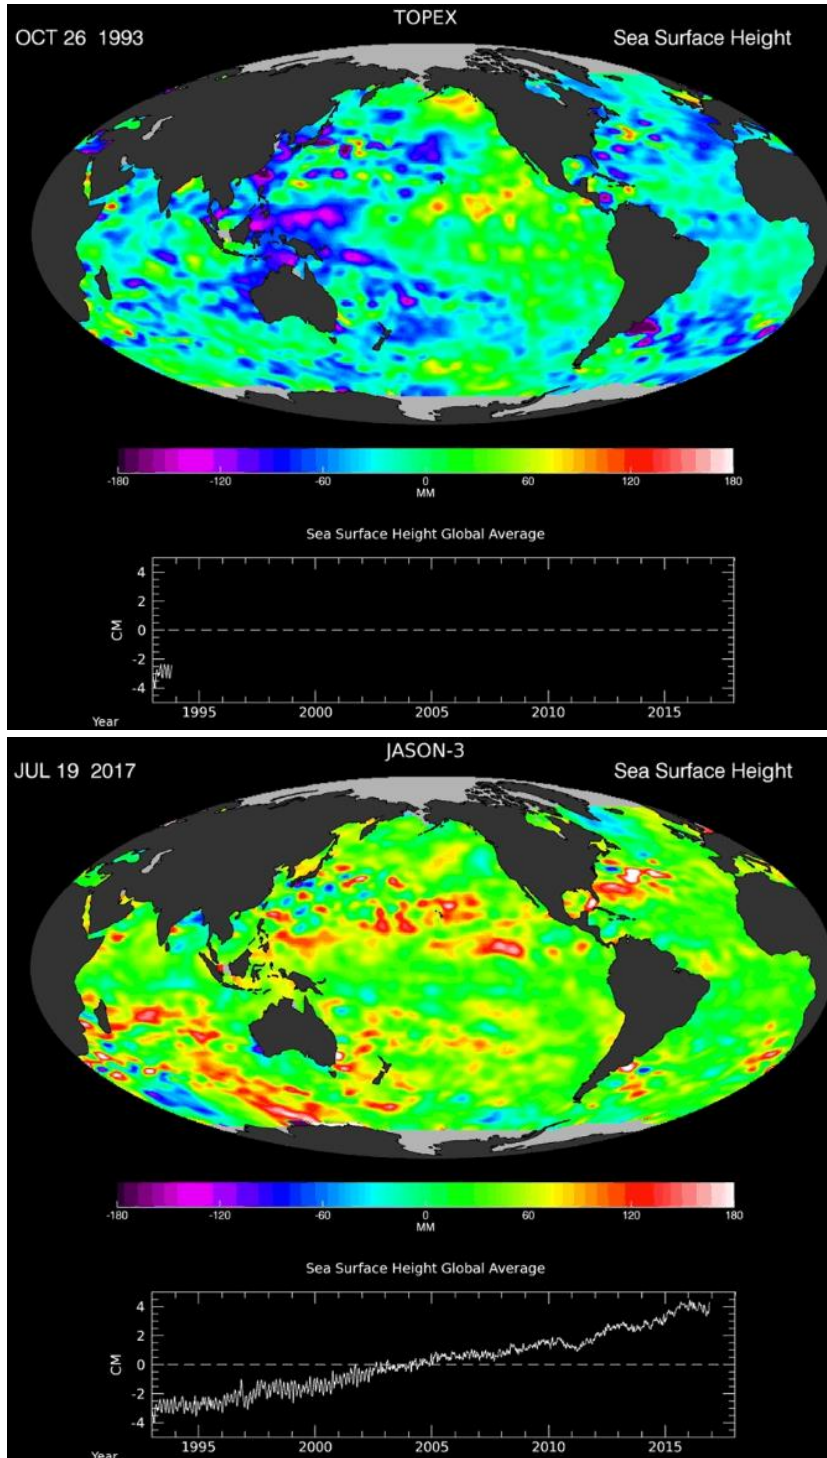 TOPEX
OCT 26 1993
Sea Surface Height
-180 -120 -60 0 60 120 180
MM
Sea Surface Height Global Average
4
2
0
-2
-4
CM
1995 2000 2005 2010 2015
Year
JASON-3
JUL 19 2017
Sea Surface Height
-180 -120 -60 0 60 120 180
MM
Sea Surface Height Global Average
4
2
0
-2
-4
CM
1995 2000 2005 2010 2015
Year